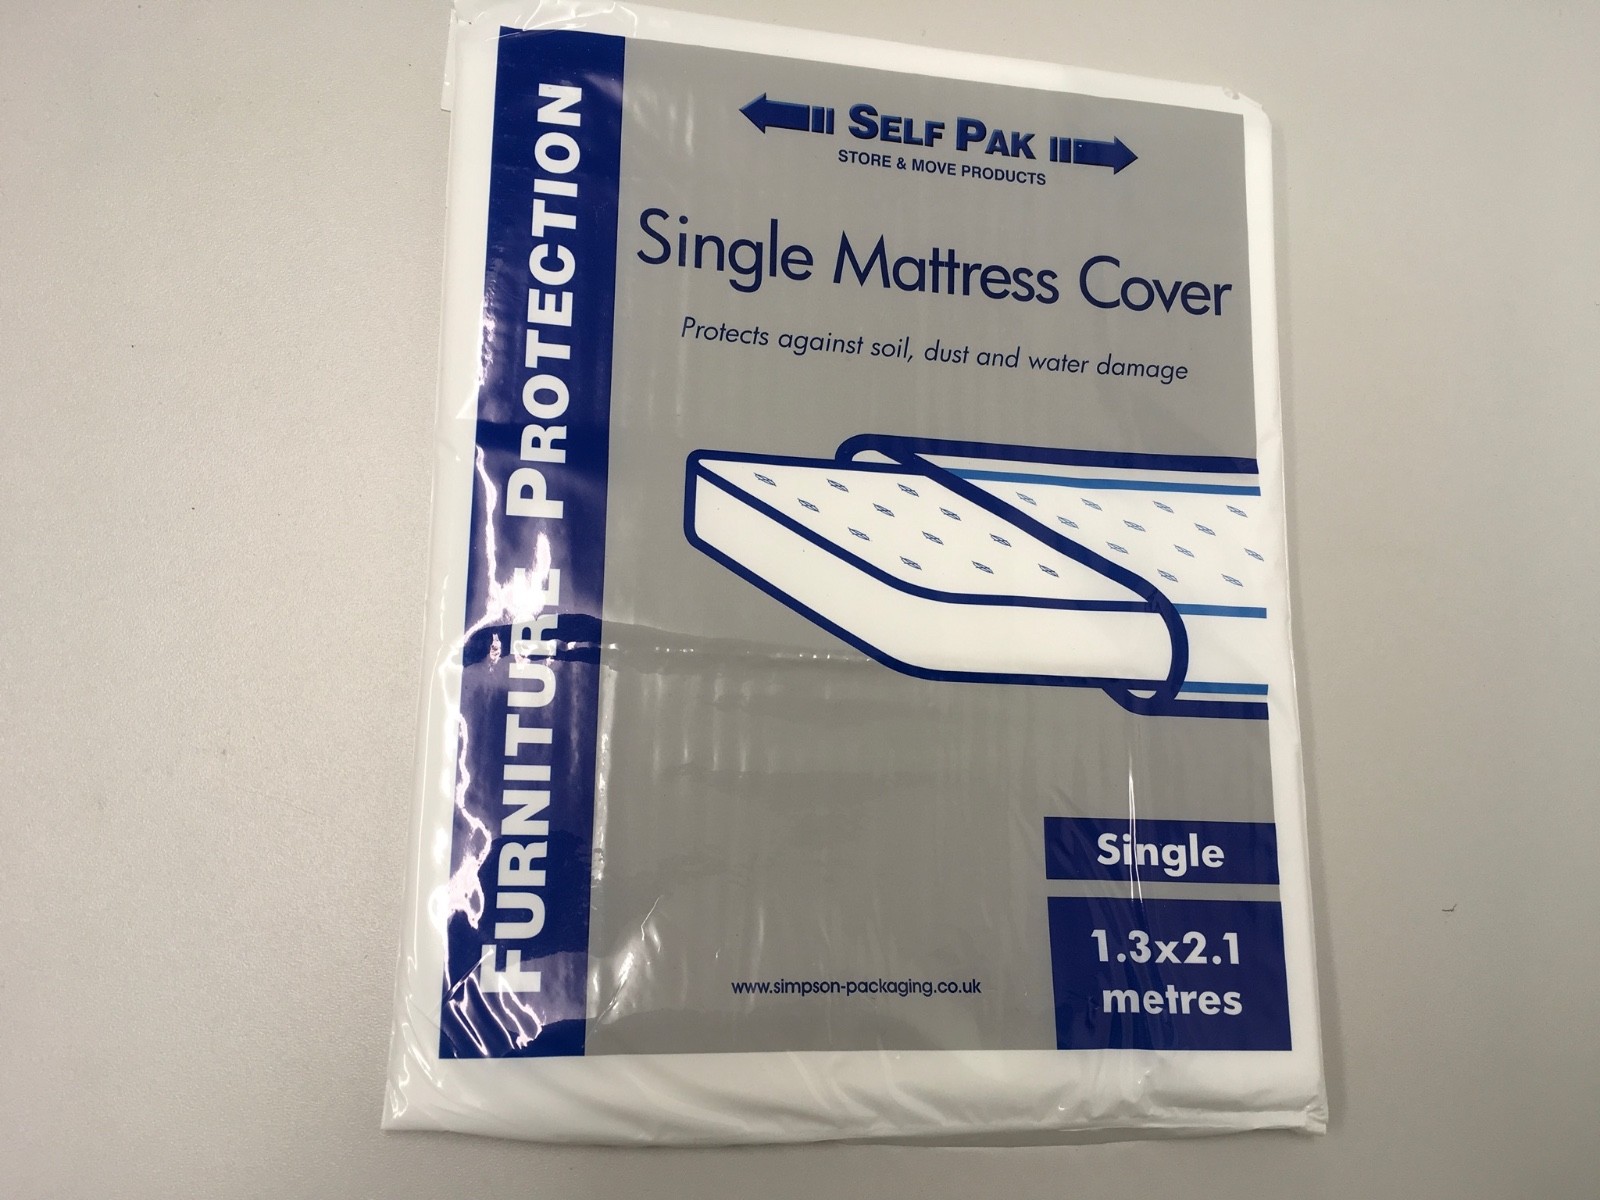 FURNITURE PROTECTION
SELF PAK
STORE & MOVE PRODUCTS
Single Mattress Cover
Protects against soil, dust and water damage
Single
1.3x2.1
metres
www.simpson-packaging.co.uk